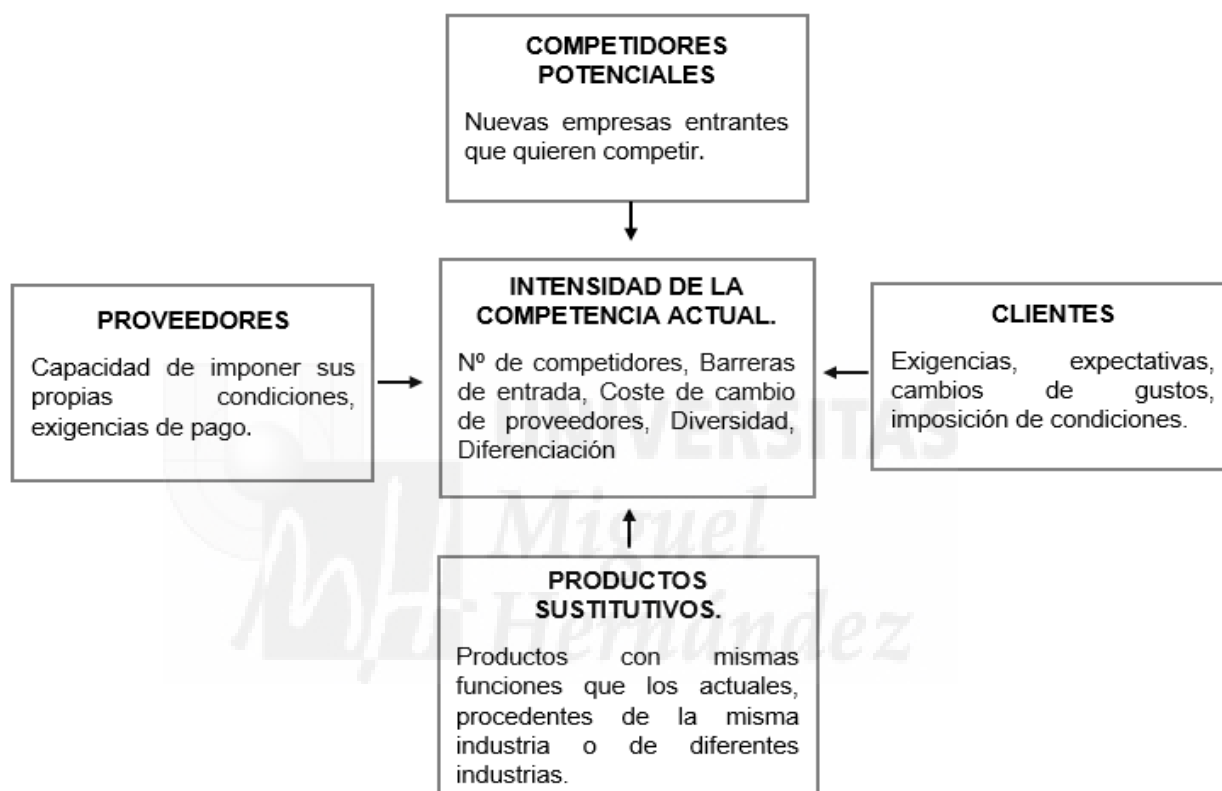 COMPETIDORES
POTENCIALES
Nuevas empresas entrantes
que quieren competir.
INTENSIDAD DE LA
COMPETENCIA ACTUAL.
Nº de competidores, Barreras
de entrada, Coste de cambio
de proveedores, Diversidad,
Diferenciación
PROVEEDORES
Capacidad de imponer sus
propias condiciones,
exigencias de pago.
CLIENTES
Exigencias, expectativas,
cambios de gustos,
imposición de condiciones.
PRODUCTOS
SUSTITUTIVOS.
Productos con mismas
funciones que los actuales,
procedentes de la misma
industria o de diferentes
industrias.
UNIVERSITAS
Miguel
Hernández